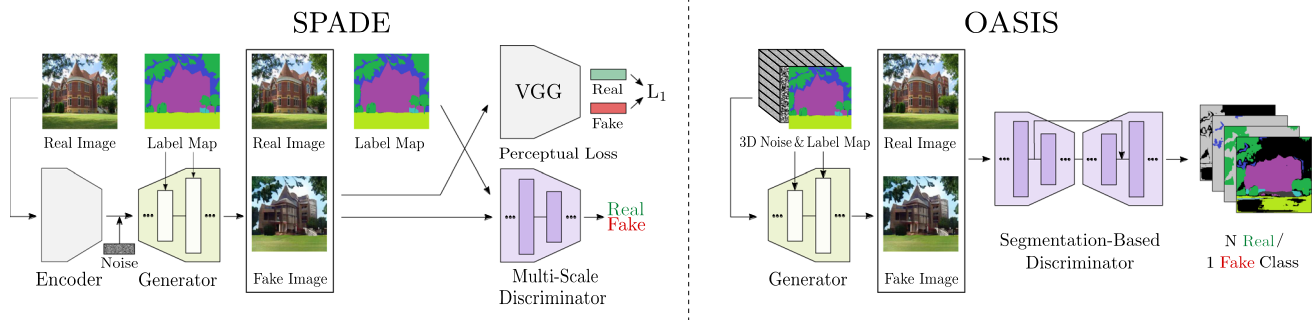 SPADE
Real Image
Label Map
Real Image
Label Map
VGG
Real
Fake
L1
Perceptual Loss
Encoder
Noise
Generator
Fake Image
Real
Fake
Multi-Scale
Discriminator
OASIS
3D Noise & Label Map
Real Image
Generator
Fake Image
Segmentation-Based
Discriminator
N Real/
1 Fake Class